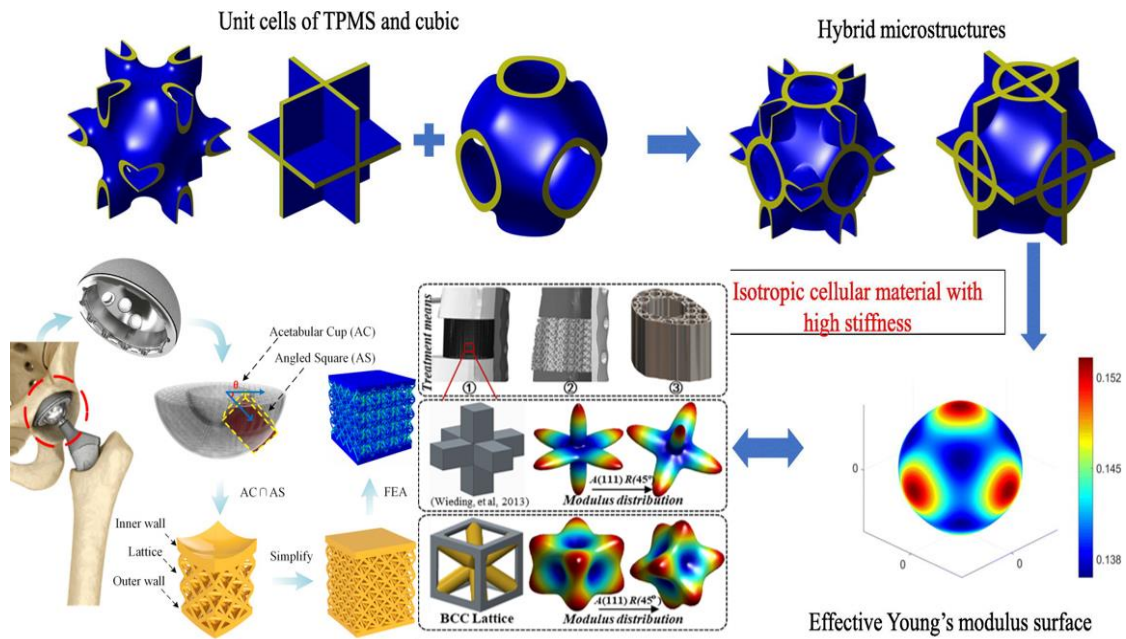 Unit cells of TPMS and cubic
Hybrid microstructures
Isotropic cellular material with
high stiffness
Acetabular Cup (AC)
Angled Square (AS)
θ
AC∩AS
FEA
Inner wall
Lattice
Outer wall
Simplify
Treatment means
①
②
③
(Wieding, et al, 2013)
A(111) R(45°)
Modulus distribution
BCC Lattice
A(111) R(45°)
Modulus distribution
0.152
0.145
0.138
0
0
0
Effective Young's modulus surface